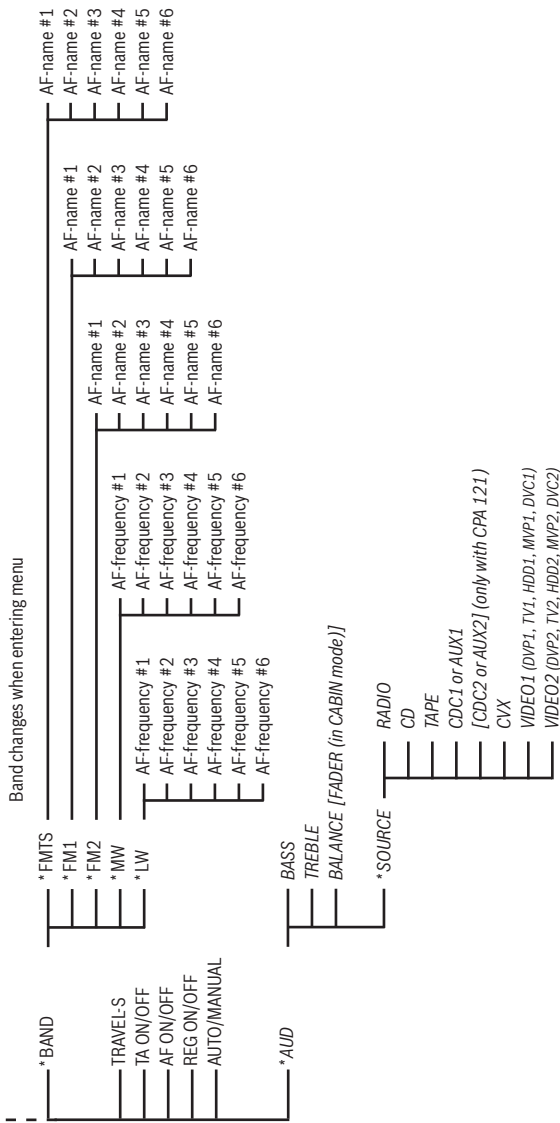 Band changes when entering menu
*BAND
*FMTS
AF-name #1
AF-name #2
AF-name #3
AF-name #4
AF-name #5
AF-name #6
*FM1
AF-name #1
AF-name #2
AF-name #3
AF-name #4
AF-name #5
AF-name #6
*FM2
AF-name #1
AF-name #2
AF-name #3
AF-name #4
AF-name #5
AF-name #6
*MW
AF-frequency #1
AF-frequency #2
AF-frequency #3
AF-frequency #4
AF-frequency #5
AF-frequency #6
*LW
AF-frequency #1
AF-frequency #2
AF-frequency #3
AF-frequency #4
AF-frequency #5
AF-frequency #6
TRAVEL-S
TA ON/OFF
AF ON/OFF
REG ON/OFF
AUTO/MANUAL
*AUD
BASS
TREBLE
BALANCE [FADER (in CABIN mode)]
*SOURCE
RADIO
CD
TAPE
CDC1 or AUX1
[CDC2 or AUX2] (only with CPA 121)
CVX
VIDEO1 (DVP1, TV1, HDD1, MVP1, DVC1)
VIDEO2 (DVP2, TV2, HDD2, MVP2, DVC2)